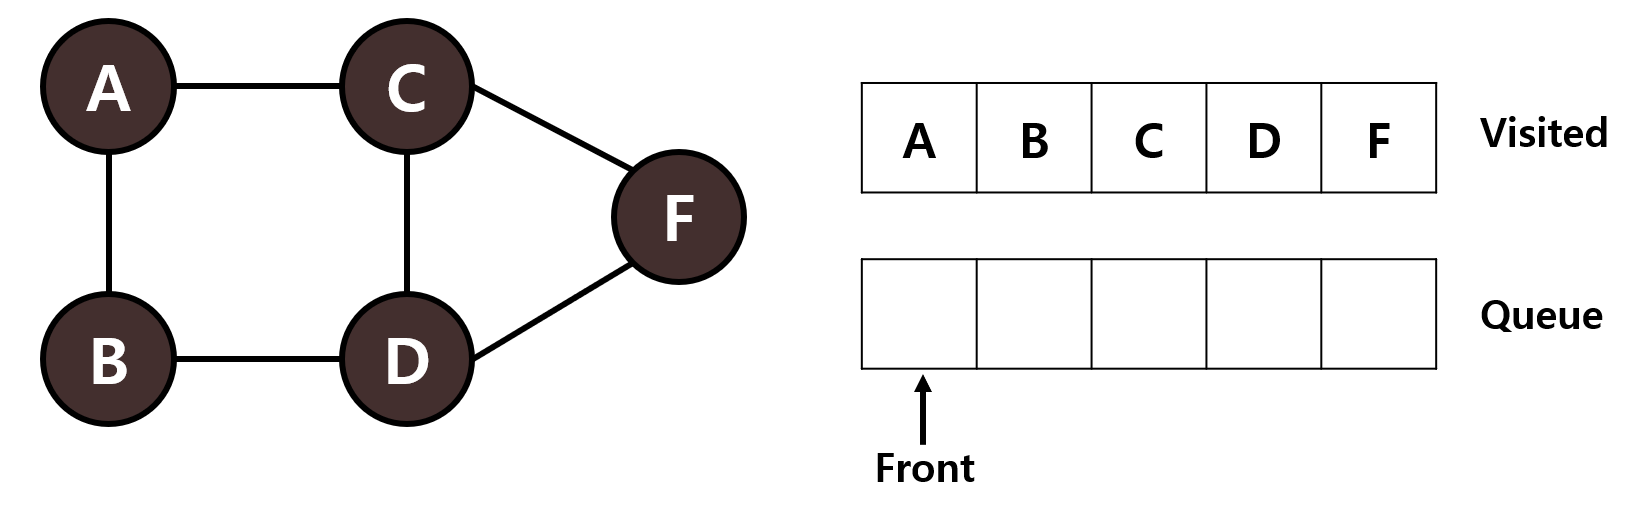 A C
F
B D
A B C D F Visited
Queue
Front